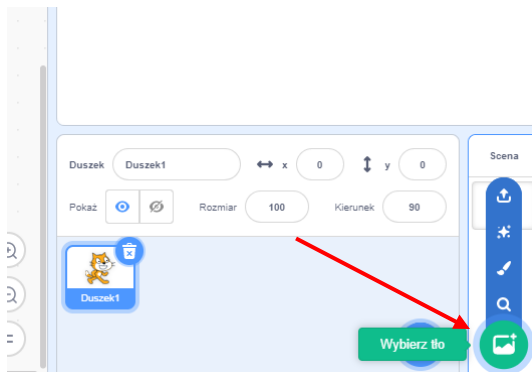 Duszek Duszek1 x 0 y 0 Scena
Pokaż Rozmiar 100 Kierunek 90
Duszek1
Wybierz tło